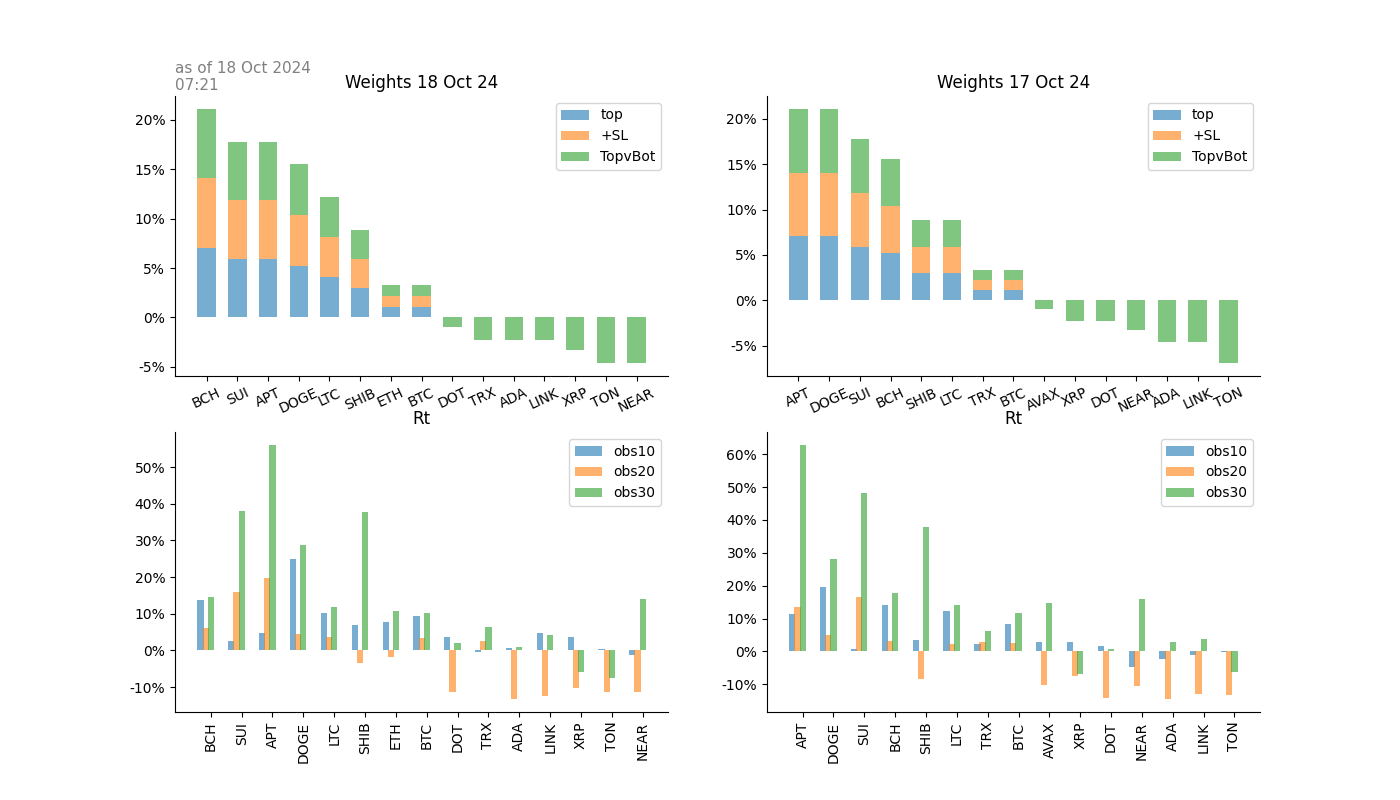 as of 18 Oct 2024
07:21
Weights 18 Oct 24
20%
15%
10%
5%
0%
-5%
top
+SL
TopvBot
BCH SUI APT DOGE LTC SHIB ETH BTC DOT TRX ADA LINK XRP TON NEAR
Weights 17 Oct 24
20%
15%
10%
5%
0%
-5%
top
+SL
TopvBot
APT DOGE SUI BCH SHIB LTC TRX BTC AVAX XRP DOT NEAR ADA LINK TON
Rt
50%
40%
30%
20%
10%
0%
-10%
obs10
obs20
obs30
BCH SUI APT DOGE LTC SHIB ETH BTC DOT TRX ADA LINK XRP TON NEAR
Rt
60%
50%
40%
30%
20%
10%
0%
-10%
obs10
obs20
obs30
APT DOGE SUI BCH SHIB LTC TRX BTC AVAX XRP DOT NEAR ADA LINK TON